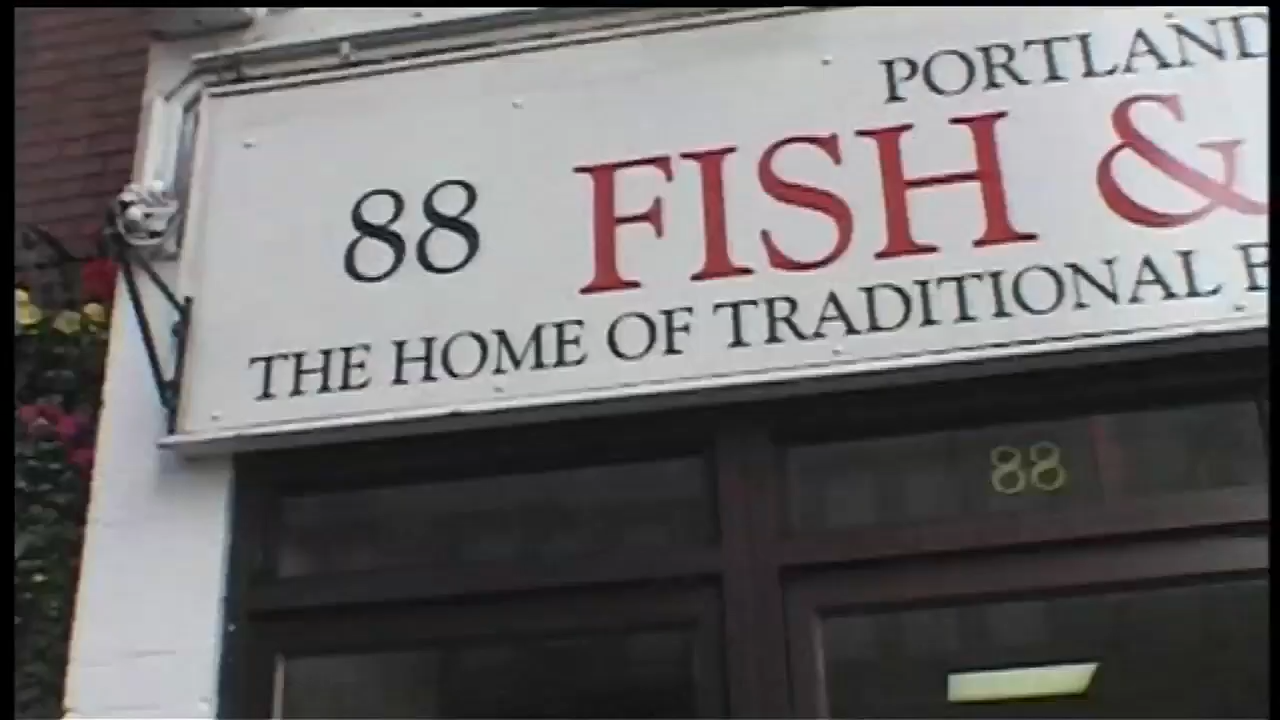 PORTLAND
88 FISH &
THE HOME OF TRADITIONAL
88